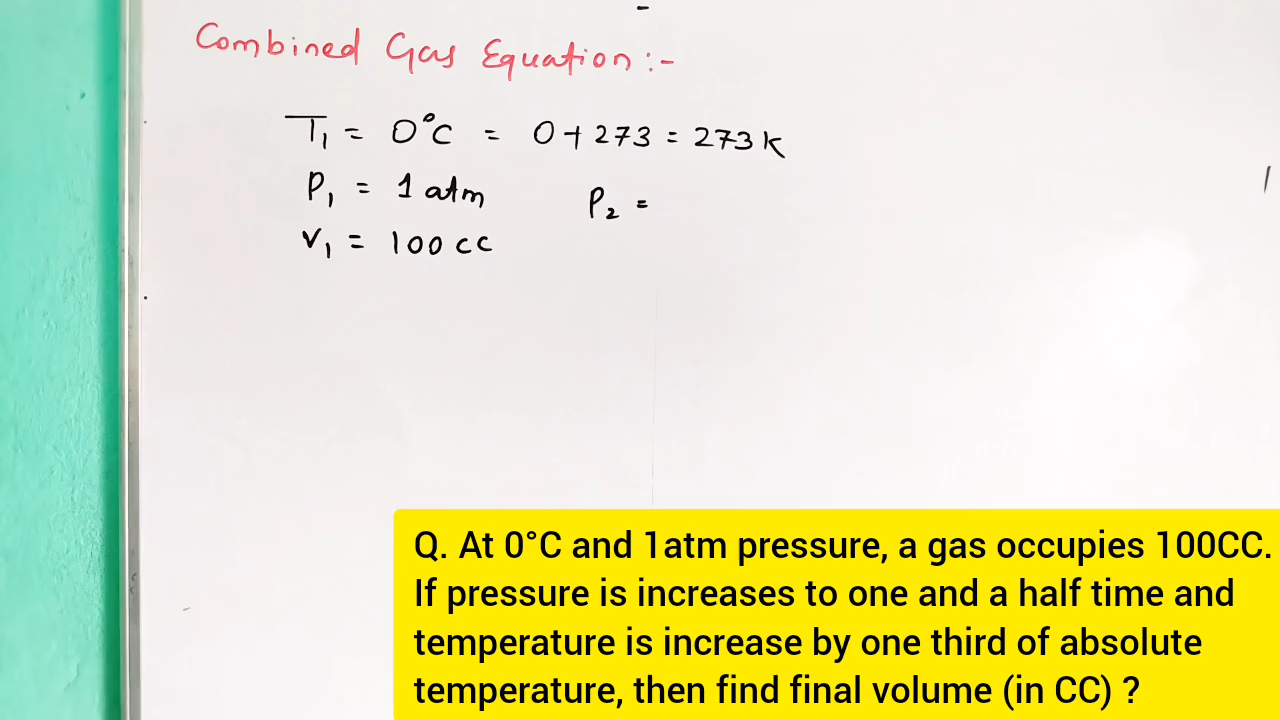 Combined Gas Equation :-
T₁ = 0°C = 0+273 = 273 K
P₁ = 1 atm P₂ =
V₁ = 100 cc
Q. At 0°C and 1atm pressure, a gas occupies 100CC.
If pressure is increases to one and a half time and
temperature is increase by one third of absolute
temperature, then find final volume (in CC) ?